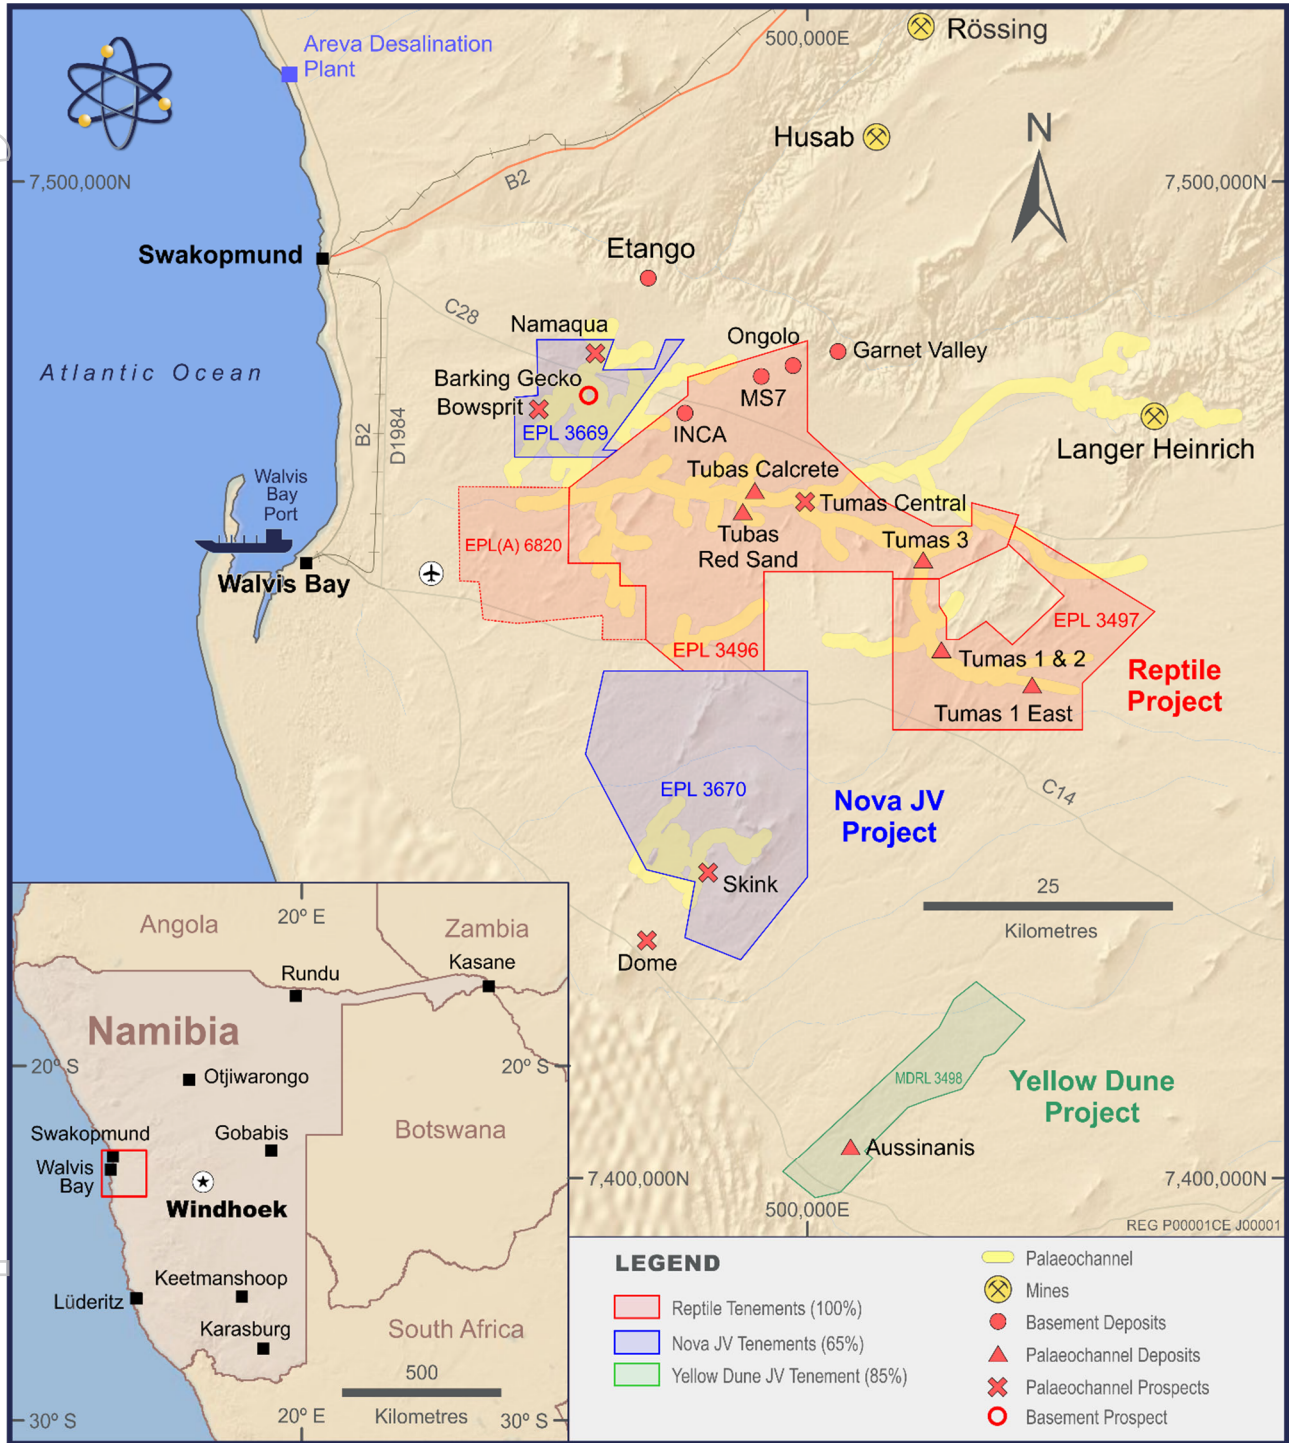 Areva Desalination
Plant
500,000E
Rössing
Husab
N
7,500,000N
7,500,000N
B2
Swakopmund
Etango
C28
Namaqua
Ongolo
Garnet Valley
Atlantic Ocean
Barking Gecko
MS7
Bowsprit
B2
D1984
EPL 3669
INCA
Langer Heinrich
Tubas Calcrete
Walvis
Bay
Port
Tumas Central
Tubas
Red Sand
Tumas 3
EPL(A) 6820
Walvis Bay
EPL 3497
EPL 3496
Tumas 1 & 2
Reptile
Project
Tumas 1 East
EPL 3670
C14
Nova JV
Project
Skink
25
Kilometres
Dome
MDRL 3498
Yellow Dune
Project
Aussinanis
7,400,000N
7,400,000N
500,000E
REG P00001CE J00001
Angola
20º E
Zambia
Rundu
Kasane
Namibia
20º S
20º S
Otjiwarongo
Swakopmund
Gobabis
Botswana
Walvis
Bay
Windhoek
Keetmanshoop
Lüderitz
Karasburg
South Africa
500
Kilometres
30º S
20º E
30º S
LEGEND
Reptile Tenements (100%)
Nova JV Tenements (65%)
Yellow Dune JV Tenement (85%)
Palaeochannel
Mines
Basement Deposits
Palaeochannel Deposits
Palaeochannel Prospects
Basement Prospect